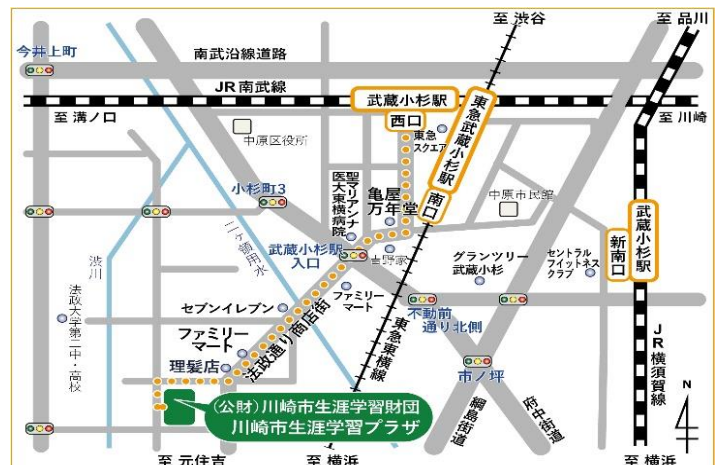 至 渋谷
至 品川
今井上町
南武沿線道路
JR南武線
武蔵小杉駅
西口
東急武蔵小杉駅
南口
至 溝ノ口
至 川崎
中原区役所
東急
スクエア
小杉町3
聖マリアンナ
医大東横病院
亀屋
万年堂
中原市民館
武蔵小杉駅
新南口
二ヶ領用水
渋川
武蔵小杉駅
入口
吉野家
グランツリー
武蔵小杉
セントラル
フィットネス
クラブ
法政大学第二中・高校
セブンイレブン
ファミリー
マート
不動前
通り北側
ファミリー
マート
法政通り商店街
東急東横線
JR横須賀線
理髪店
市ノ坪
綱島街道
府中街道
N
(公財)川崎市生涯学習財団
川崎市生涯学習プラザ
至 元住吉
至 横浜
至 横浜